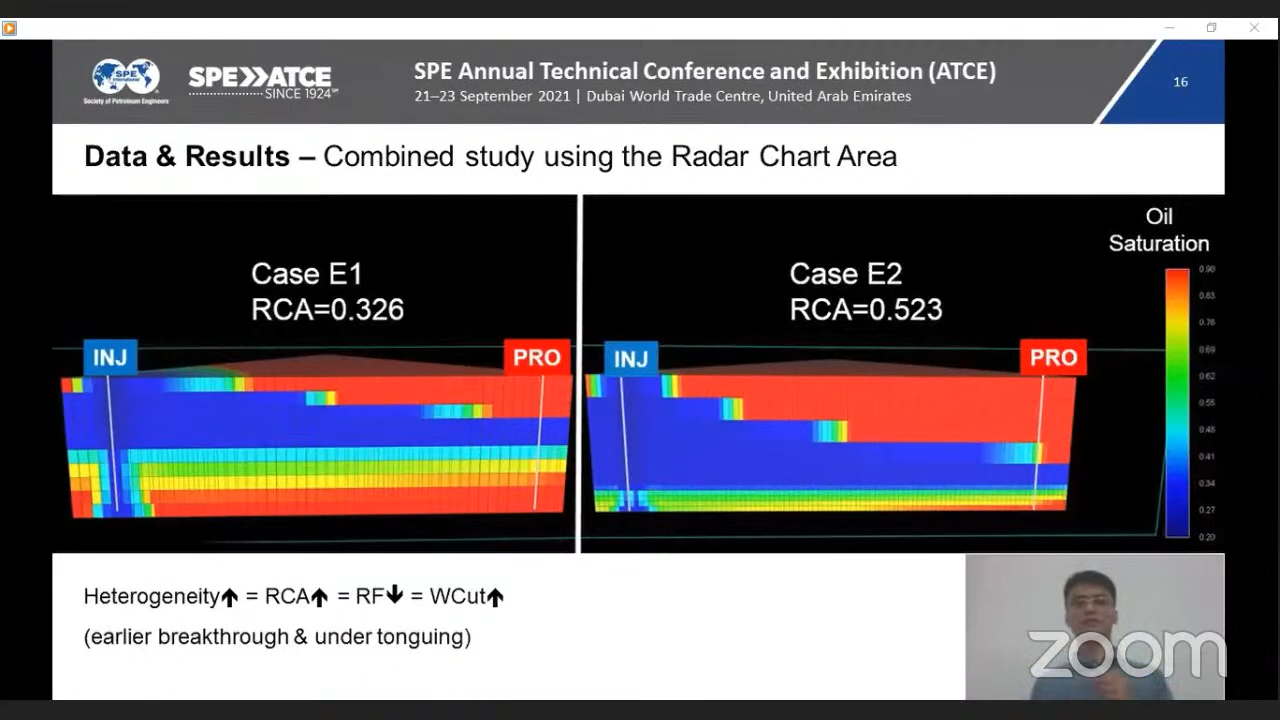 SPE
International
Society of Petroleum Engineers
SPE»ATCE
SINCE 1924℠
SPE Annual Technical Conference and Exhibition (ATCE)
21–23 September 2021 | Dubai World Trade Centre, United Arab Emirates
16
Data & Results – Combined study using the Radar Chart Area
Case E1
RCA=0.326
INJ
PRO
Case E2
RCA=0.523
INJ
PRO
Oil
Saturation
0.90
0.83
0.76
0.69
0.62
0.55
0.48
0.41
0.34
0.27
0.20
Heterogeneity🡹 = RCA🡹 = RF🡻 = WCut🡹
(earlier breakthrough & under tonguing)
zoom